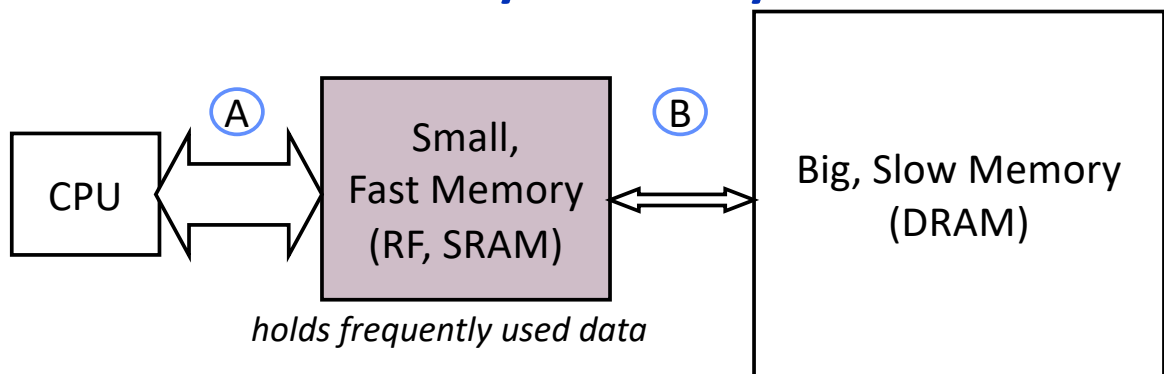 A
B
CPU
Small,
Fast Memory
(RF, SRAM)
Big, Slow Memory
(DRAM)
holds frequently used data